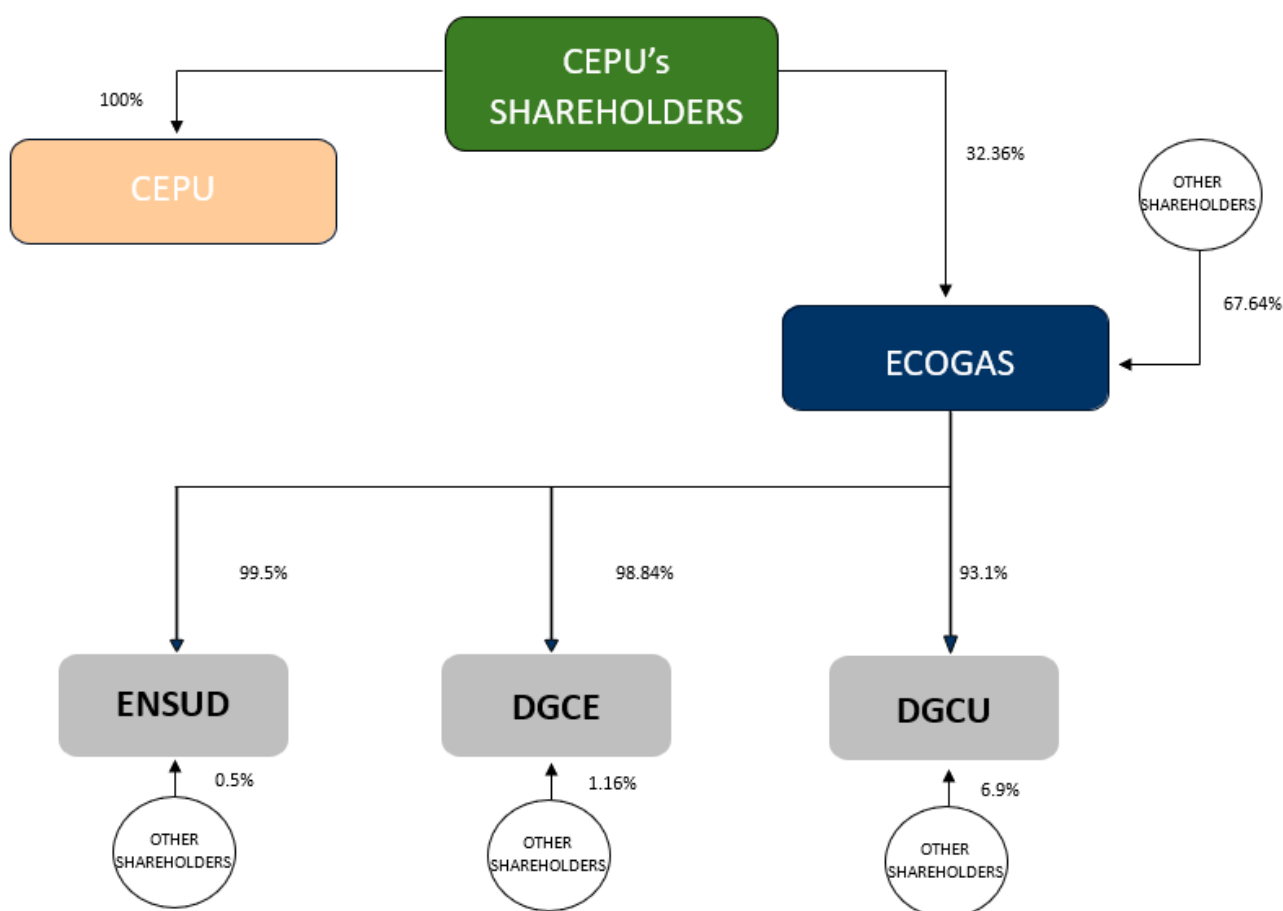 CEPU's
SHAREHOLDERS
100%
CEPU
32.36%
OTHER
SHAREHOLDERS
67.64%
ECOGAS
99.5%
98.84%
93.1%
ENSUD
DGCE
DGCU
0.5%
1.16%
6.9%
OTHER
SHAREHOLDERS
OTHER
SHAREHOLDERS
OTHER
SHAREHOLDERS